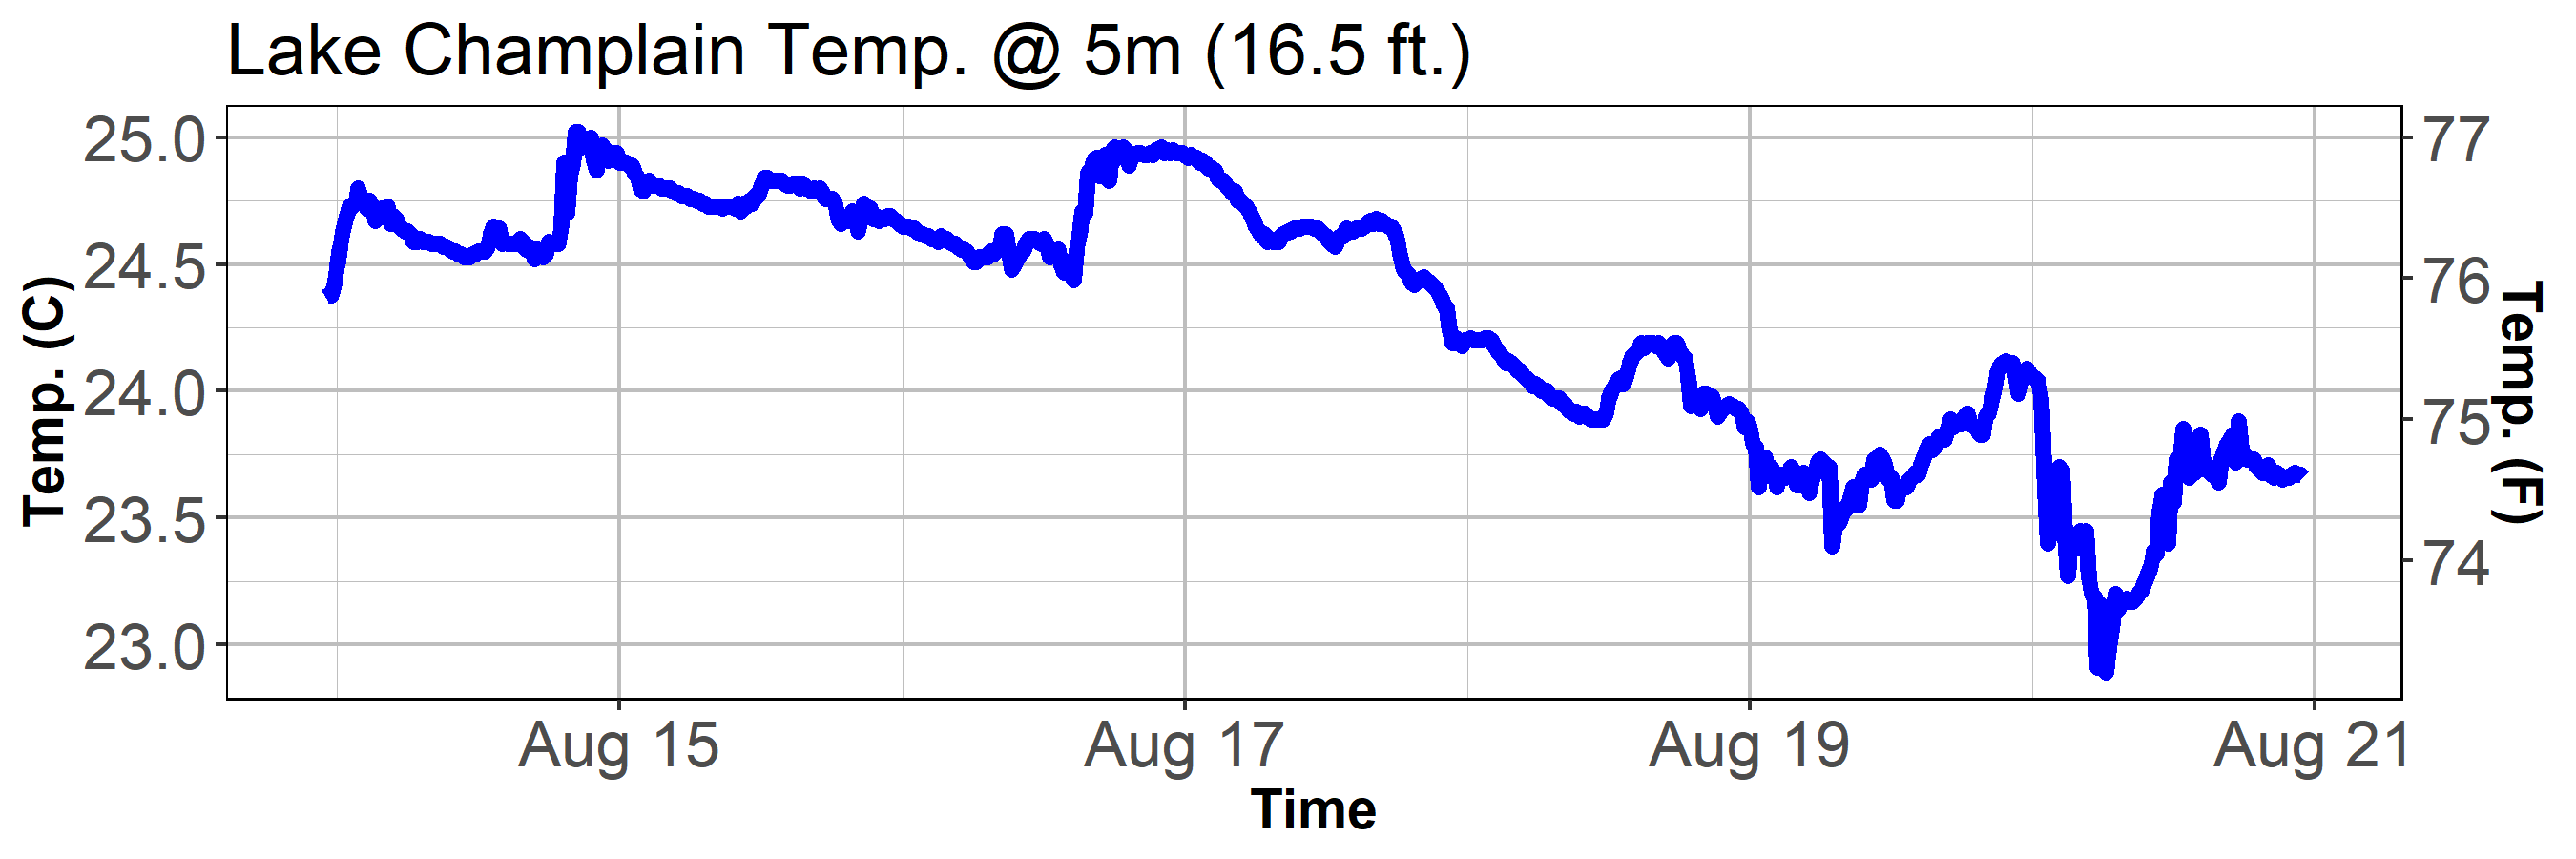 Lake Champlain Temp. @ 5m (16.5 ft.)
Temp. (C)
25.0
24.5
24.0
23.5
23.0
77
76
75
74
Temp. (F)
Aug 15
Aug 17
Aug 19
Aug 21
Time